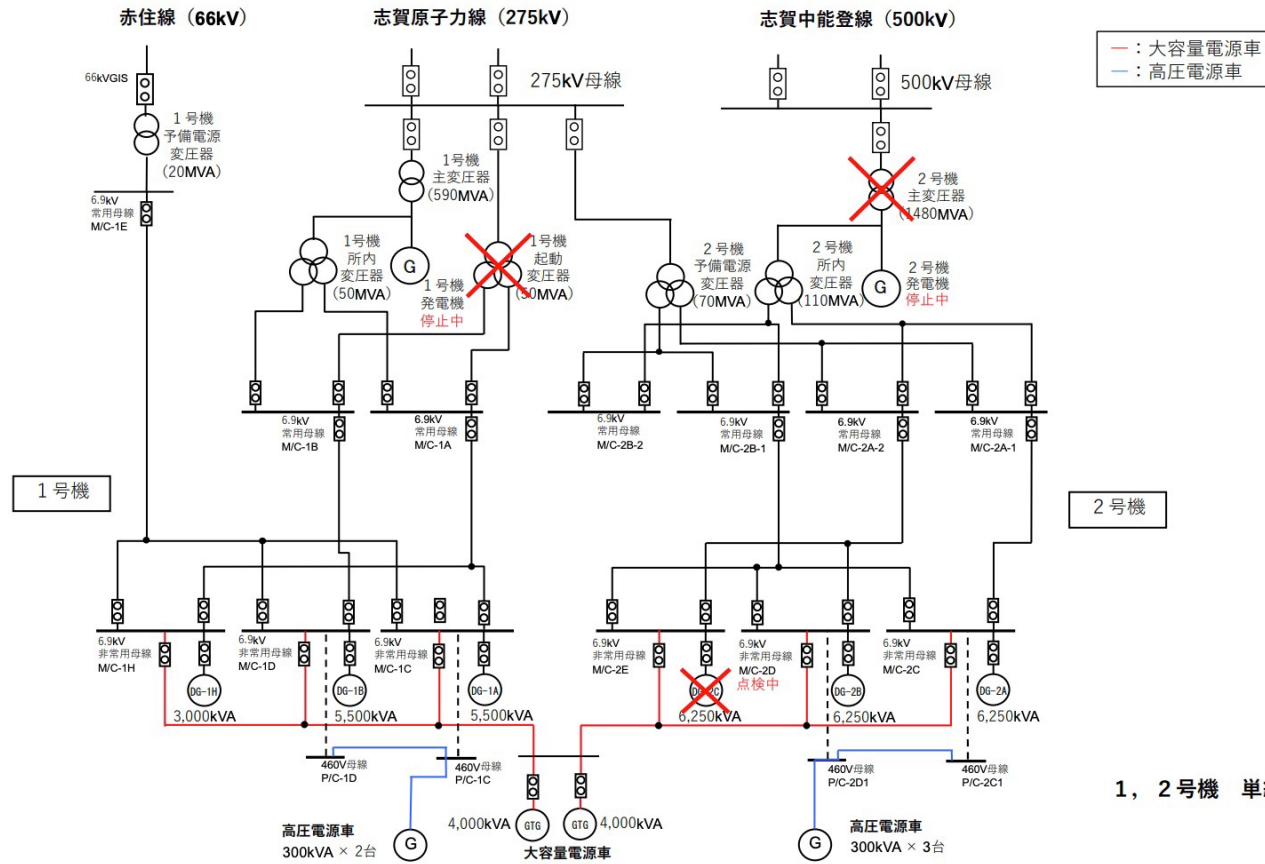 赤住線（66kV）
志賀原子力線（275kV）
志賀中能登線（500kV）
―：大容量電源車
―：高圧電源車
66kVGIS
275kV母線
500kV母線
１号機
予備電源
変圧器
(20MVA)
1号機
主変圧器
(590MVA)
２号機
主変圧器
(1480MVA)
6.9kV
常用母線
M/C-1E
1号機
所内
変圧器
(50MVA)
G
１号機
発電機
停止中
1号機
起動
変圧器
(50MVA)
２号機
予備電源
変圧器
(70MVA)
２号機
所内
変圧器
(110MVA)
G
２号機
発電機
停止中
6.9kV
常用母線
M/C-1B
6.9kV
常用母線
M/C-1A
6.9kV
常用母線
M/C-2B-2
6.9kV
常用母線
M/C-2B-1
6.9kV
常用母線
M/C-2A-2
6.9kV
常用母線
M/C-2A-1
１号機
２号機
6.9kV
非常用母線
M/C-1H
6.9kV
非常用母線
M/C-1D
6.9kV
非常用母線
M/C-1C
6.9kV
非常用母線
M/C-2E
6.9kV
非常用母線
M/C-2D
点検中
6.9kV
非常用母線
M/C-2C
DG-1H
3,000kVA
DG-1B
5,500kVA
DG-1A
5,500kVA
DG-2C
6,250kVA
DG-2B
6,250kVA
DG-2A
6,250kVA
460V母線
P/C-1D
460V母線
P/C-1C
460V母線
P/C-2D1
460V母線
P/C-2C1
高圧電源車
300kVA × 2台
G
4,000kVA
GTG
GTG
4,000kVA
大容量電源車
G
高圧電源車
300kVA × 3台
１，２号機　単